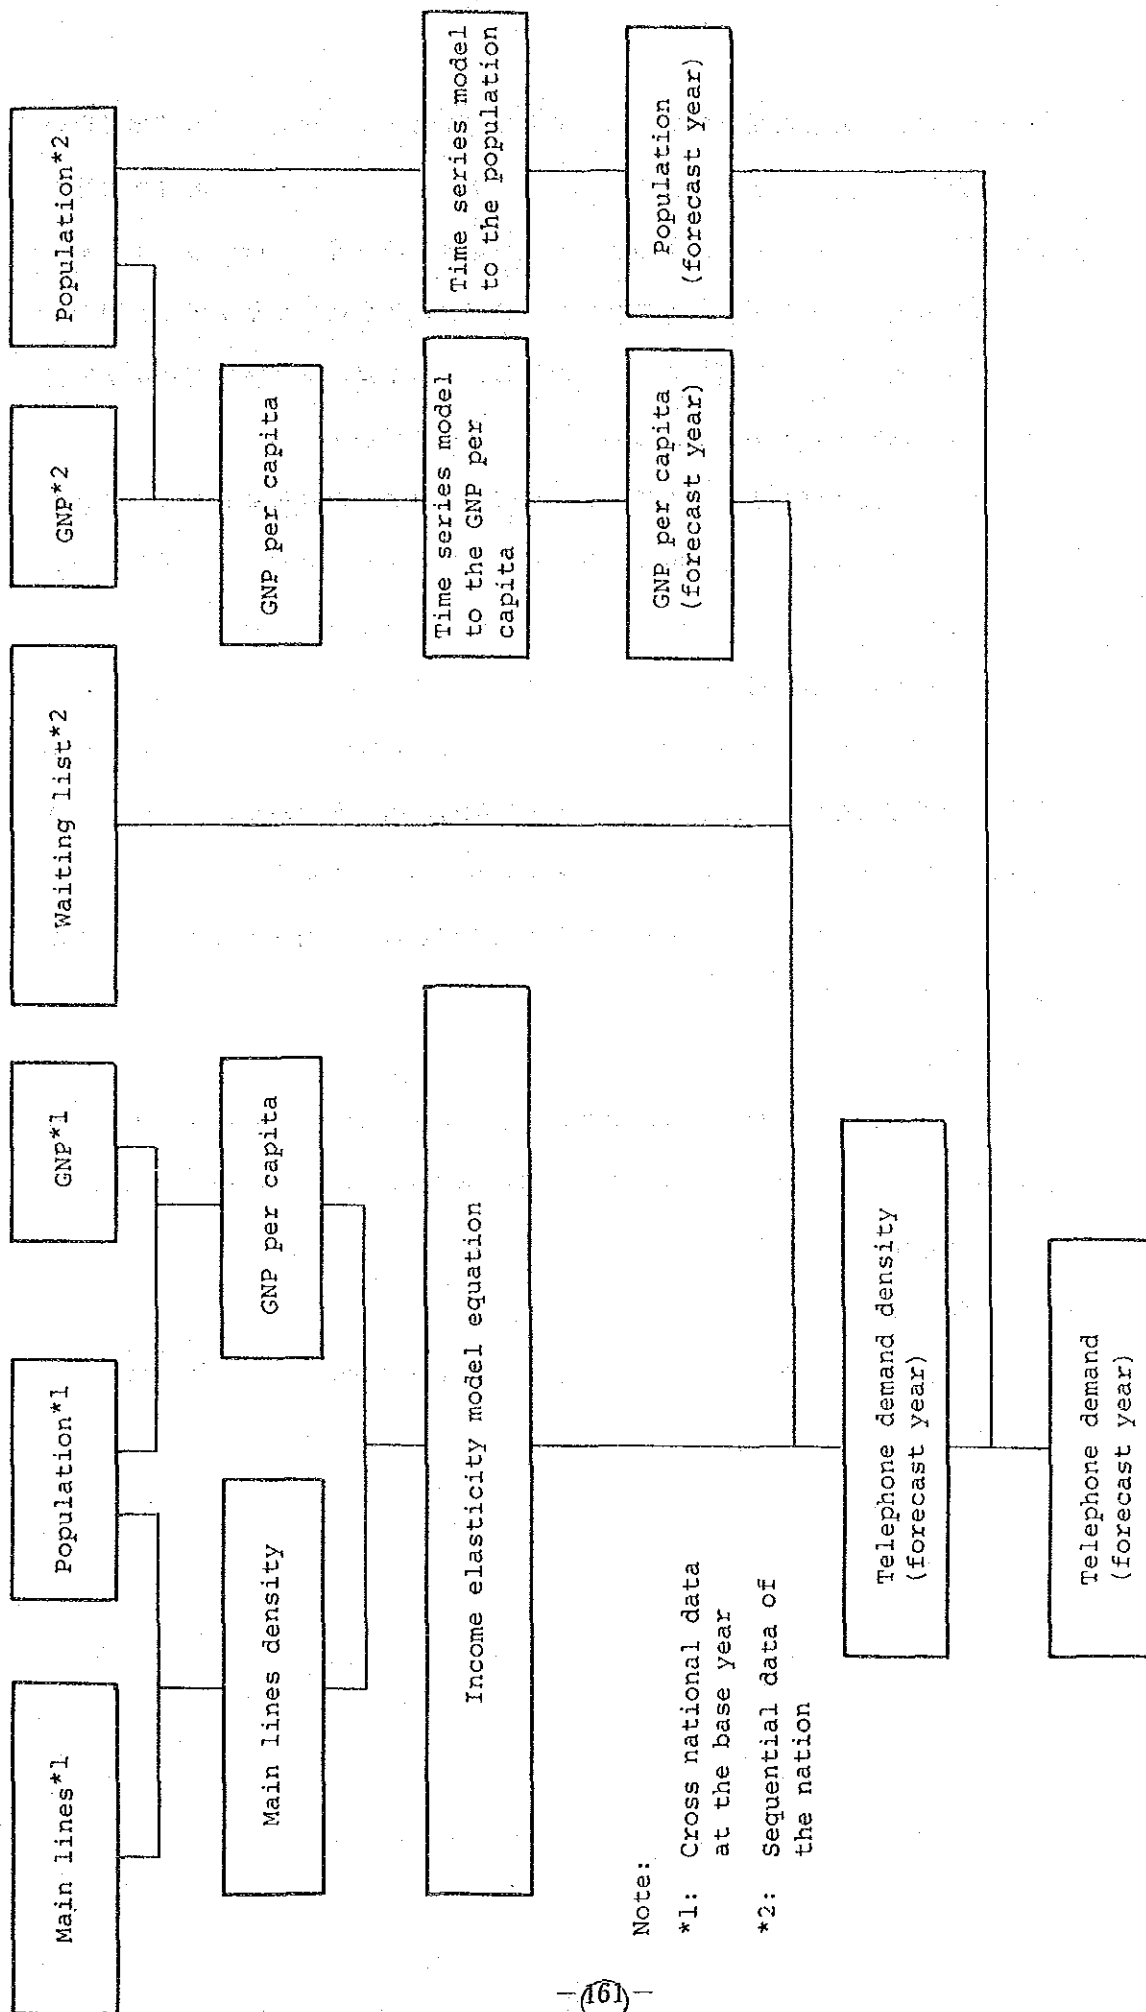 Main lines*1
Population*1
GNP*1
Waiting list*2
GNP*2
Population*2
Main lines density
GNP per capita
GNP per capita
Income elasticity model equation
Time series model
to the GNP per
capita
Time series model
to the population
GNP per capita
(forecast year)
Population
(forecast year)
Note:
*1: Cross national data
at the base year
*2: Sequential data of
the nation
Telephone demand density
(forecast year)
Telephone demand
(forecast year)
-161-